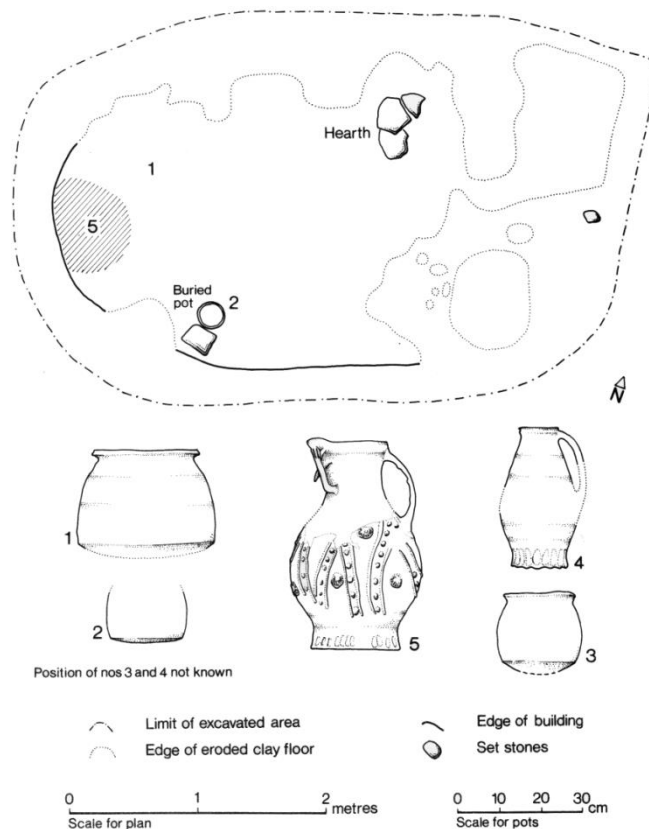 Hearth
1
5
Buried
pot
2
N
1
2
5
4
3
Position of nos 3 and 4 not known
Limit of excavated area
Edge of building
Edge of eroded clay floor
Set stones
0 1 2 metres
Scale for plan
0 10 20 30 cm
Scale for pots